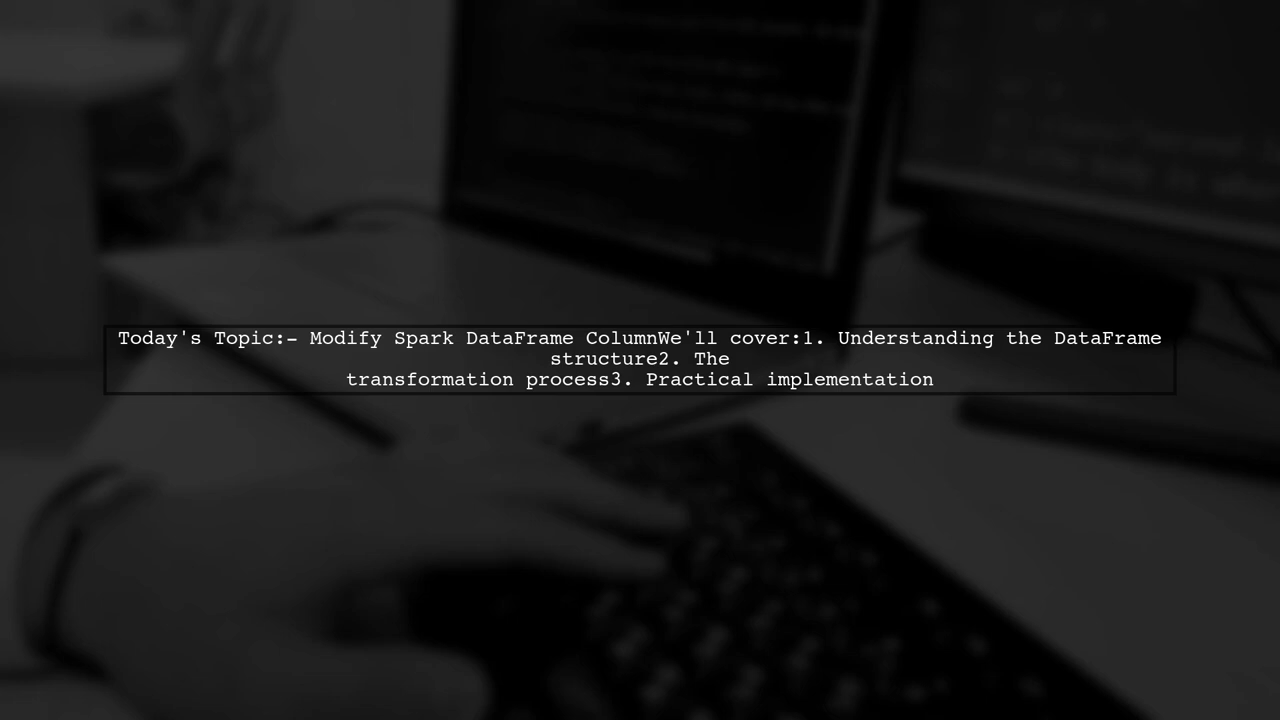 Today's Topic:- Modify Spark DataFrame ColumnWe'll cover:1. Understanding the DataFrame
structure2. The
transformation process3. Practical implementation